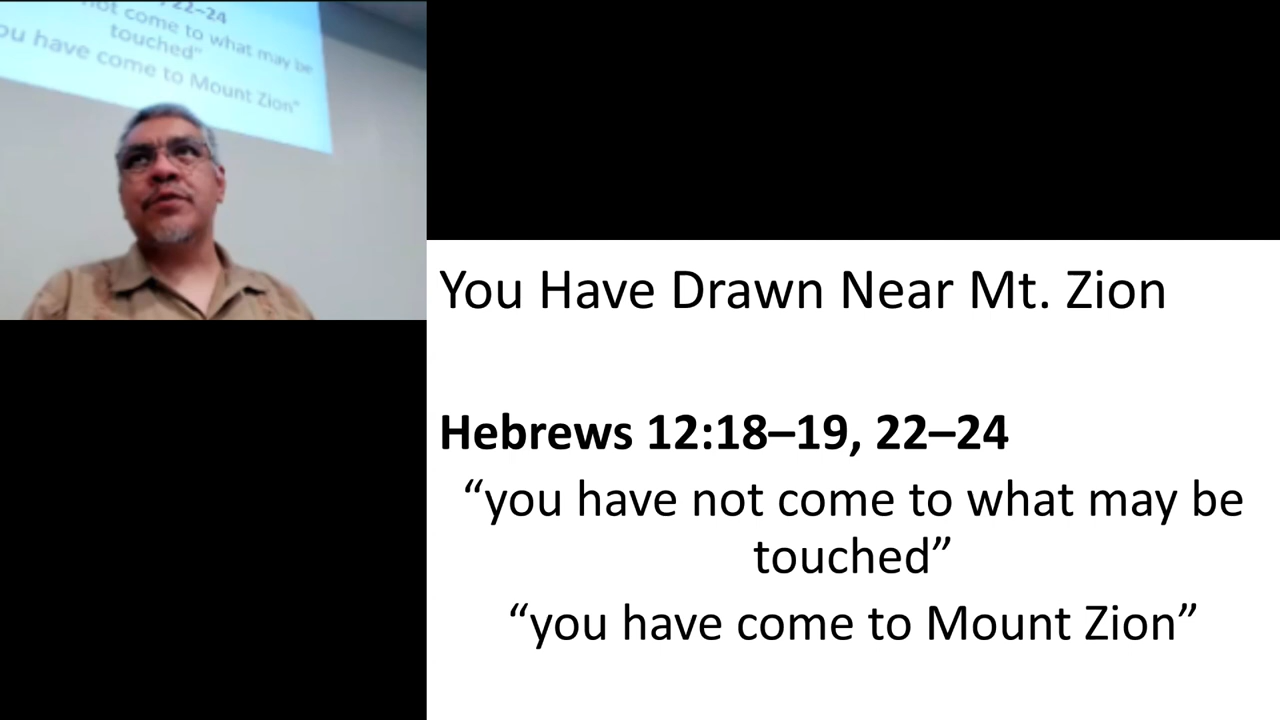 22–24
not come to what may be
touched”
you have come to Mount Zion”
You Have Drawn Near Mt. Zion
Hebrews 12:18–19, 22–24
“you have not come to what may be
touched”
“you have come to Mount Zion”